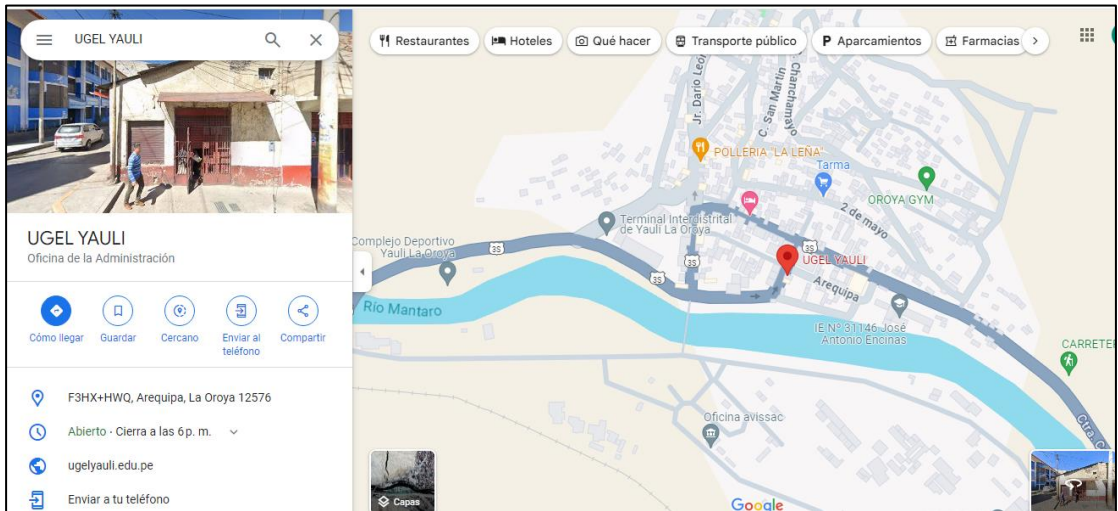 UGEL YAULI
Restaurantes
Hoteles
Qué hacer
Transporte público
P Aparcamientos
Farmacias
UGEL YAULI
Oficina de la Administración
Cómo llegar
Guardar
Cercano
Enviar al
teléfono
Compartir
F3HX+HWQ, Arequipa, La Oroya 12576
Abierto · Cierra a las 6 p. m.
ugelyauli.edu.pe
Enviar a tu teléfono
Jr. Dario León
C. San Martín
Chanchamayo
POLLERIA "LA LEÑA"
Tarma
OROYA GYM
2 de mayo
Terminal Interdistrital
de Yauli La Oroya
Complejo Deportivo
Yauli La Oroya
3S
3S
3S
3S
UGEL YAULI
Arequipa
Río Mantaro
IE Nº 31146 José
Antonio Encinas
CARRETE
Oficina avissac
Ctra. C
Capas
Google